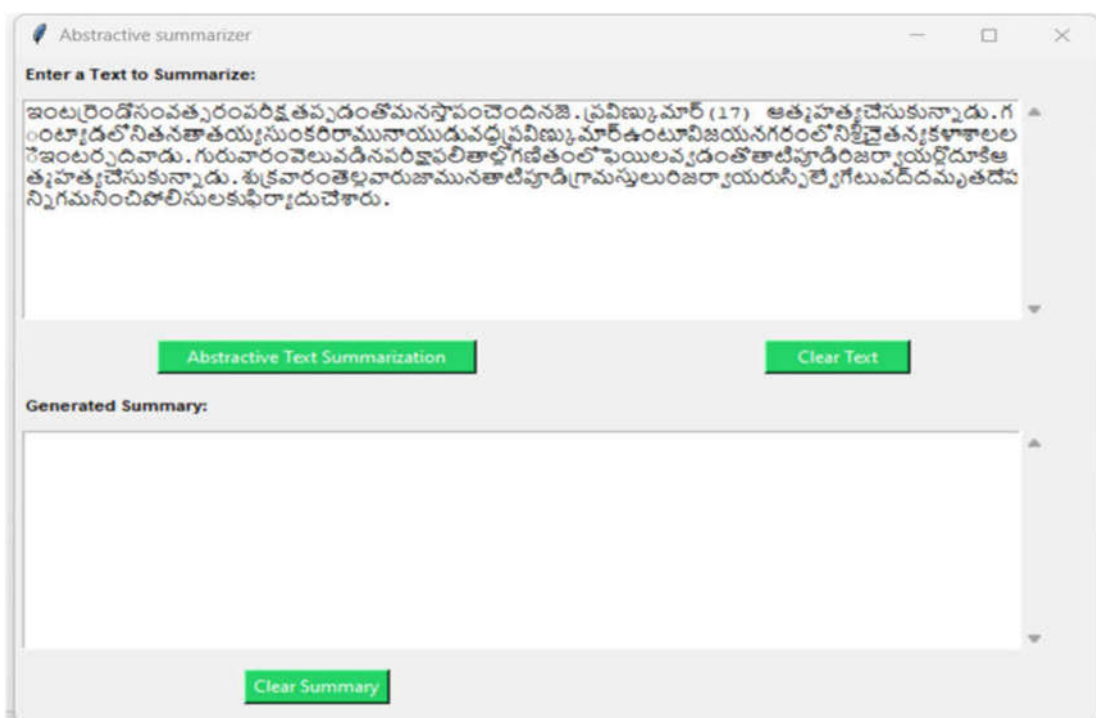 Abstractive summarizer
Enter a Text to Summarize:
ఇంటర్రెండోసంవత్సరంపరీక్షతప్పడంతోమనస్తాపంచెందినజె.ప్రవీణ్కుమార్(17) ఆత్మహత్యచేసుకున్నాడు.గ
ంట్యాడలోనితనతాతయ్యసుంకరిరామునాయుడువద్దప్రవీణ్కుమార్ఉంటూవిజయనగరంలోనిశ్రీచైతన్యకళాశాలల
ొఇంటర్చదివాడు.గురువారంవెలువడినపరీక్షాఫలితాల్లోగణితంలోఫెయిలవ్వడంతోతాటిపూడిరిజర్వాయర్లోదూకిఆ
త్మహత్యచేసుకున్నాడు.శుక్రవారంతెల్లవారుజామునతాటిపూడిగ్రామస్తులురిజర్వాయరుస్పిల్వేగేటువద్దమృతదేహా
న్నిగమనించిపోలీసులకుఫిర్యాదుచేశారు.
Abstractive Text Summarization
Clear Text
Generated Summary:
Clear Summary